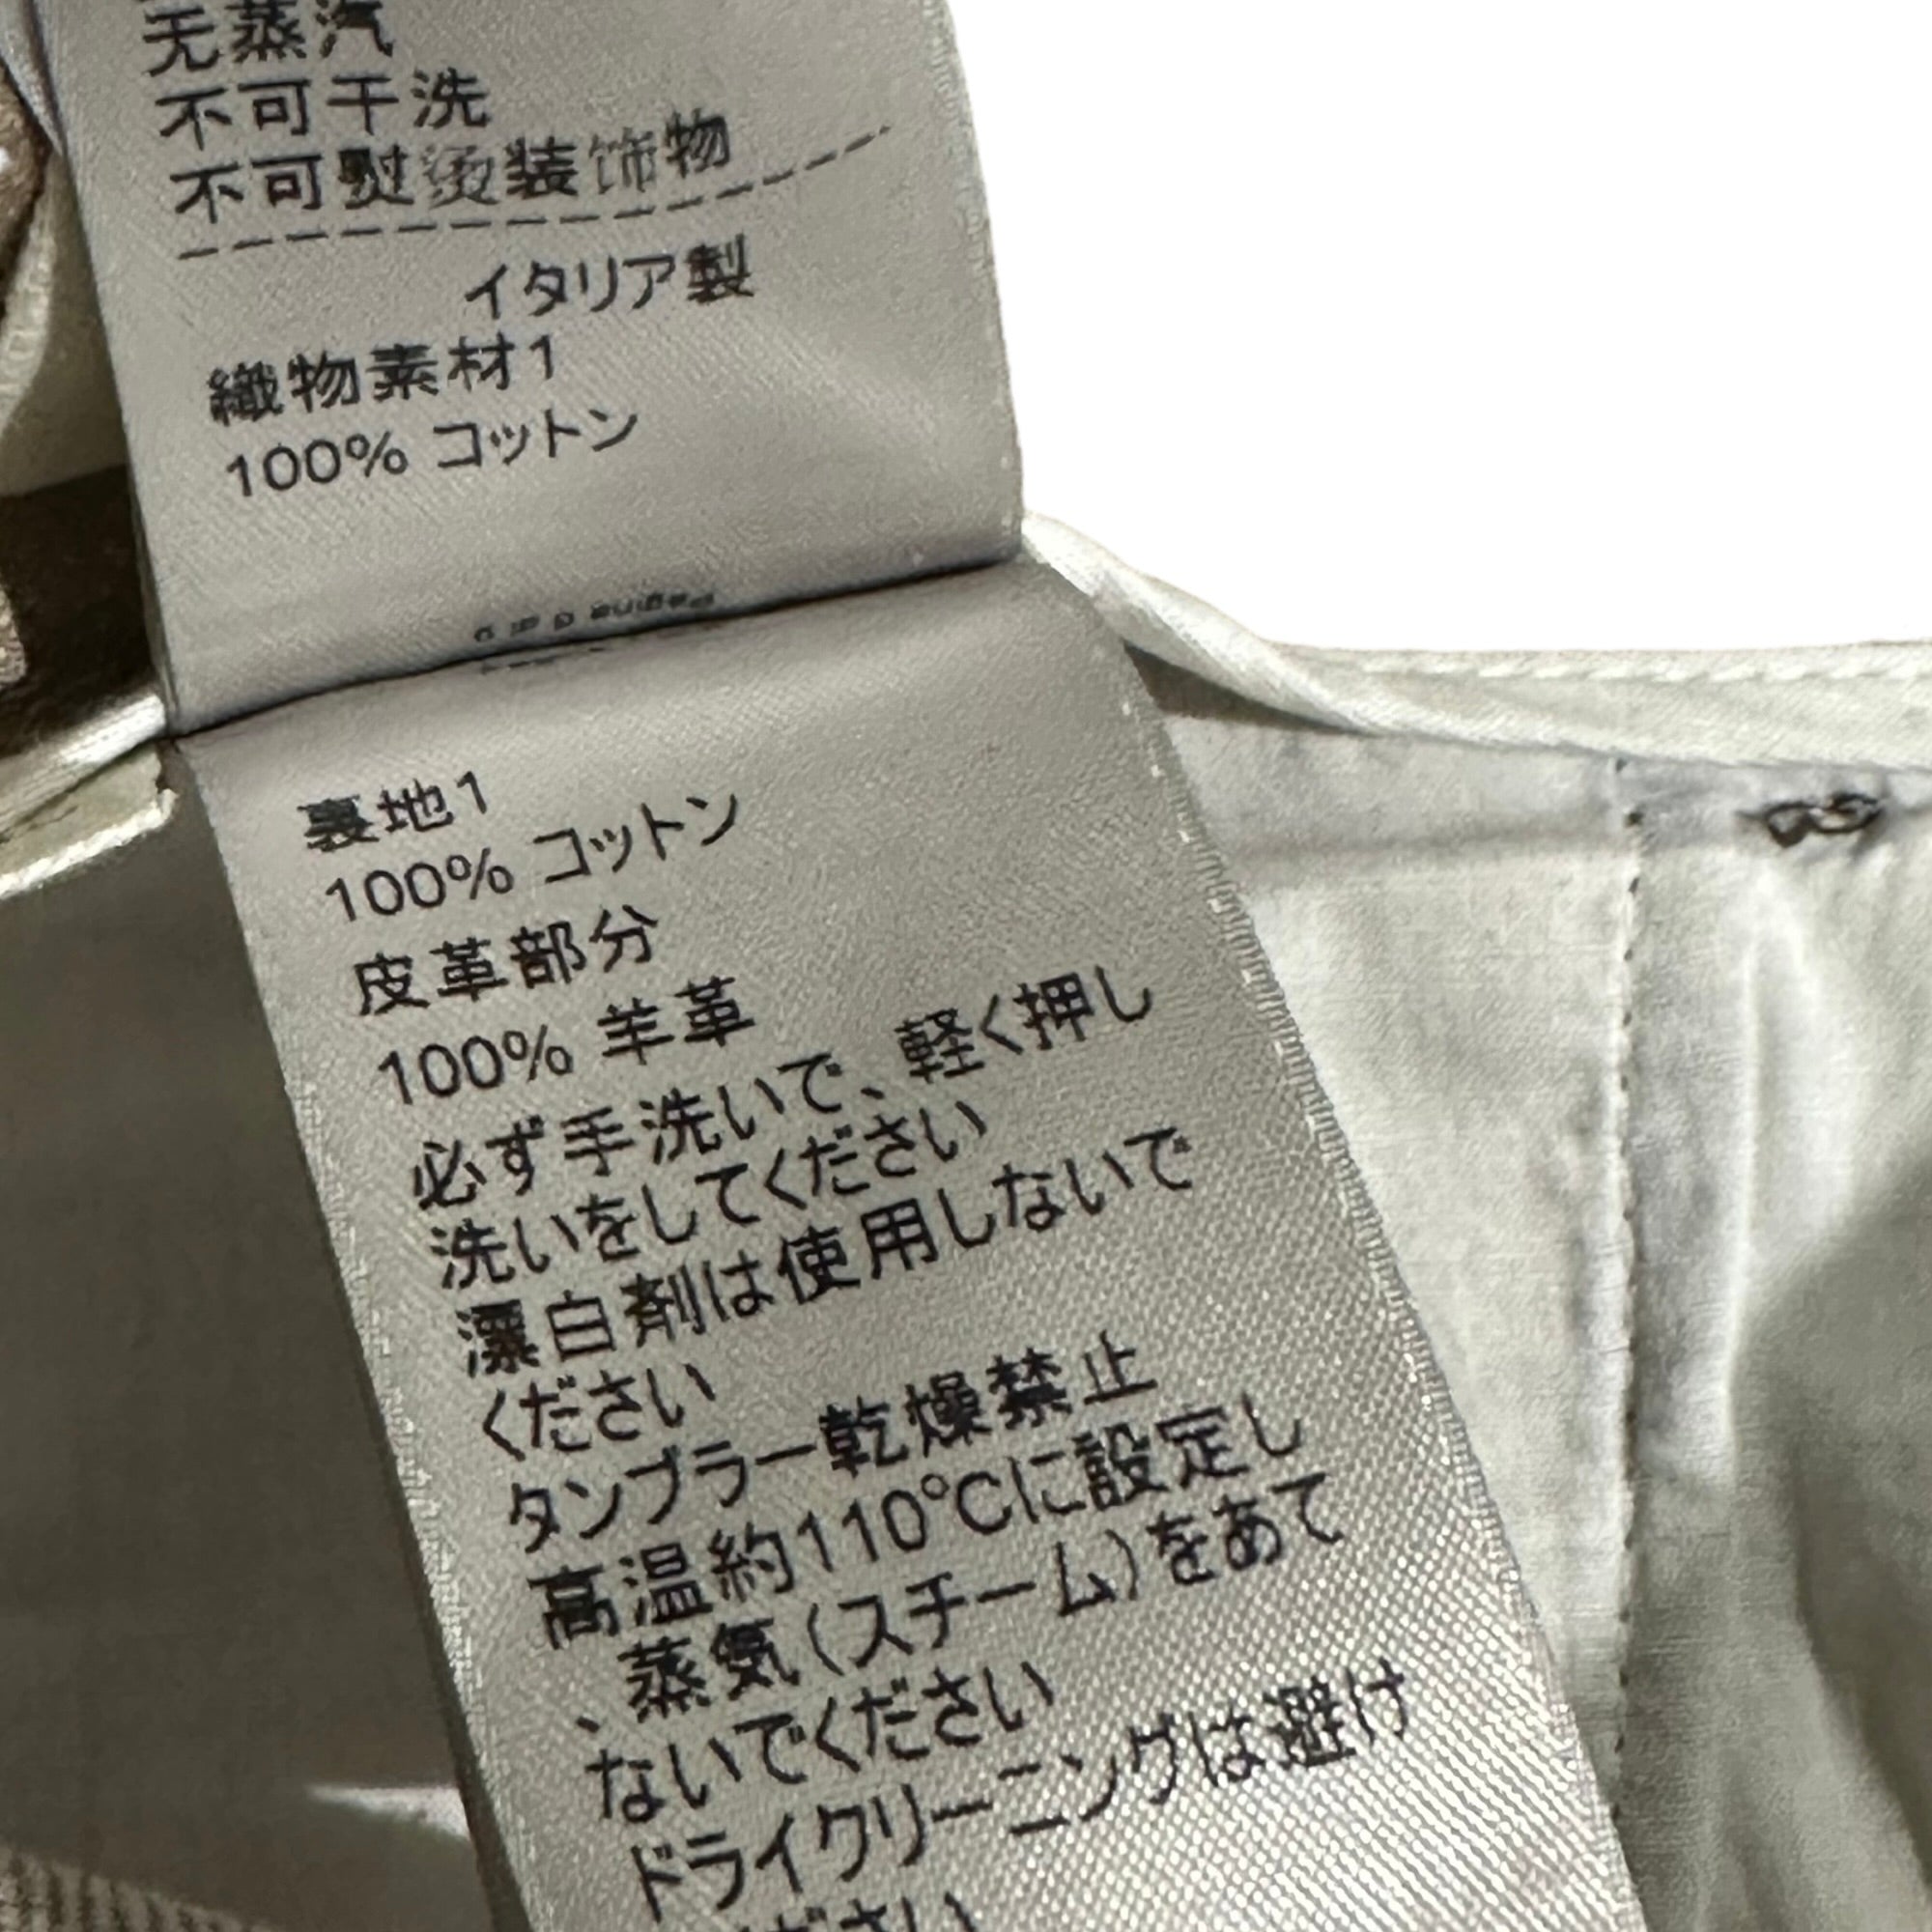 无蒸汽
不可干洗
不可熨烫装饰物
イタリア製
織物素材1
100% コットン
裏地1
100% コットン
皮革部分
100% 羊革
必ず手洗いで、軽く押し
洗いをしてください
漂白剤は使用しないで
ください
タンブラー乾燥禁止
高温約110℃に設定し
、蒸気(スチーム)をあて
ないでください
ドライクリーニングは避け
ださい